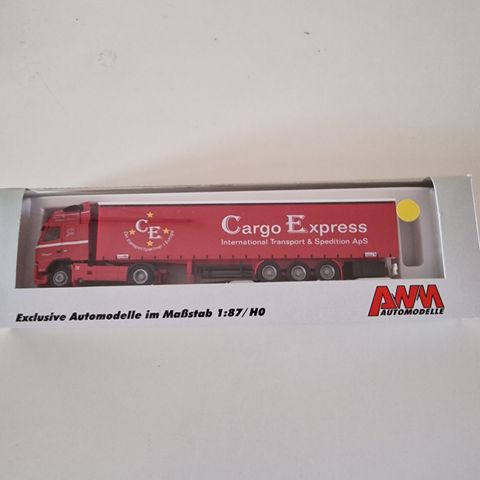 CE
Cargo Express
International Transport & Spedition ApS
Exclusive Automodelle im Maßstab 1:87/H0
AWM
AUTOMODELLE